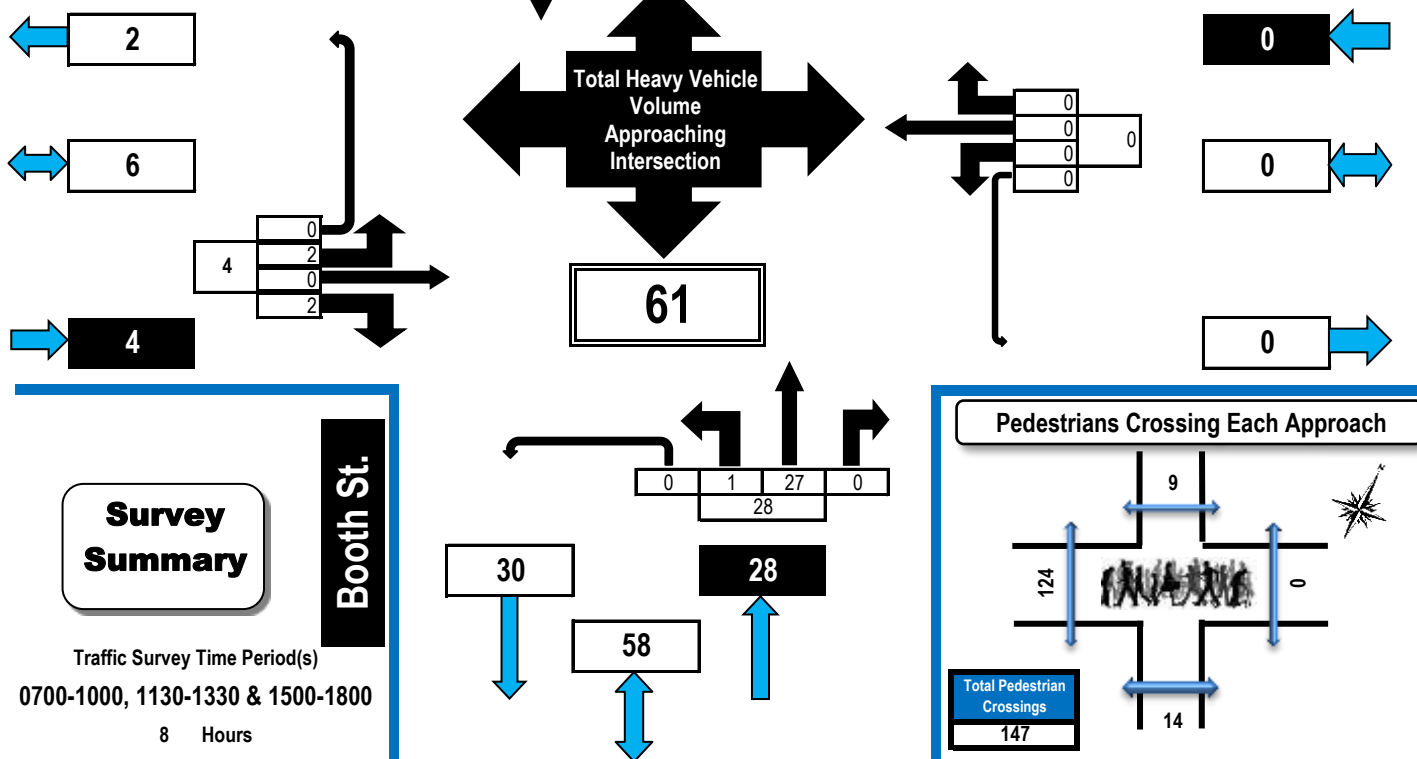 2
6
4
0
2
0
2
4
Total Heavy Vehicle
Volume
Approaching
Intersection
61
0
0
0
0
0
0
0
0
0 1 27 0
28
30
28
58
Survey
Summary
Booth St.
Traffic Survey Time Period(s)
0700-1000, 1130-1330 & 1500-1800
8 Hours
Pedestrians Crossing Each Approach
9
N
124
0
14
Total Pedestrian
Crossings
147